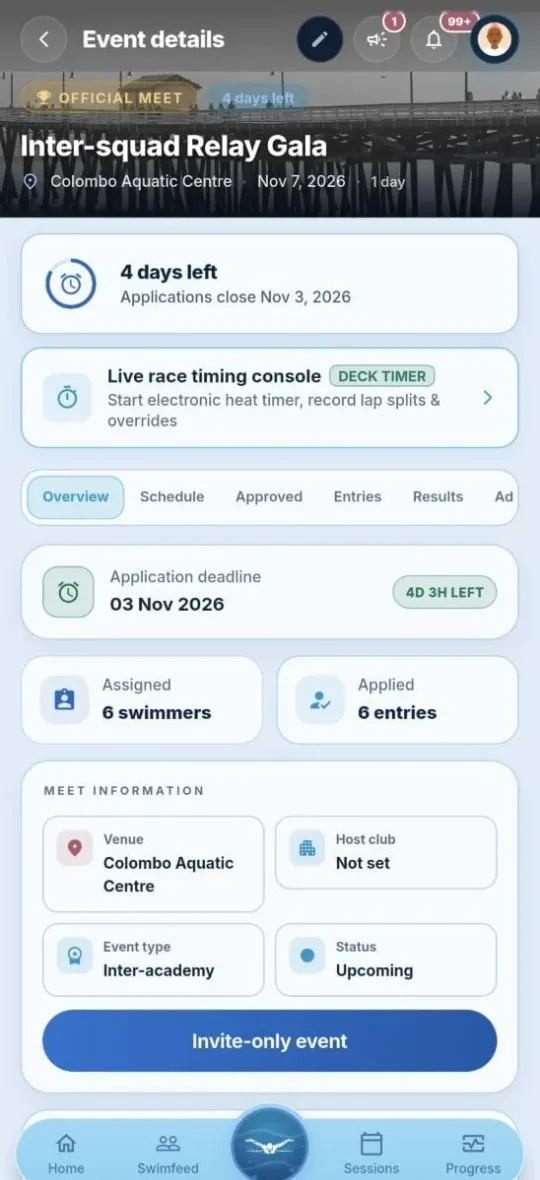 Event details
1
99+
OFFICIAL MEET
4 days left
Inter-squad Relay Gala
Colombo Aquatic Centre · Nov 7, 2026 · 1 day
4 days left
Applications close Nov 3, 2026
Live race timing console DECK TIMER
Start electronic heat timer, record lap splits &
overrides
Overview Schedule Approved Entries Results Ad
Application deadline
03 Nov 2026
4D 3H LEFT
Assigned
6 swimmers
Applied
6 entries
MEET INFORMATION
Venue
Colombo Aquatic
Centre
Host club
Not set
Event type
Inter-academy
Status
Upcoming
Invite-only event
Home Swimfeed Sessions Progress